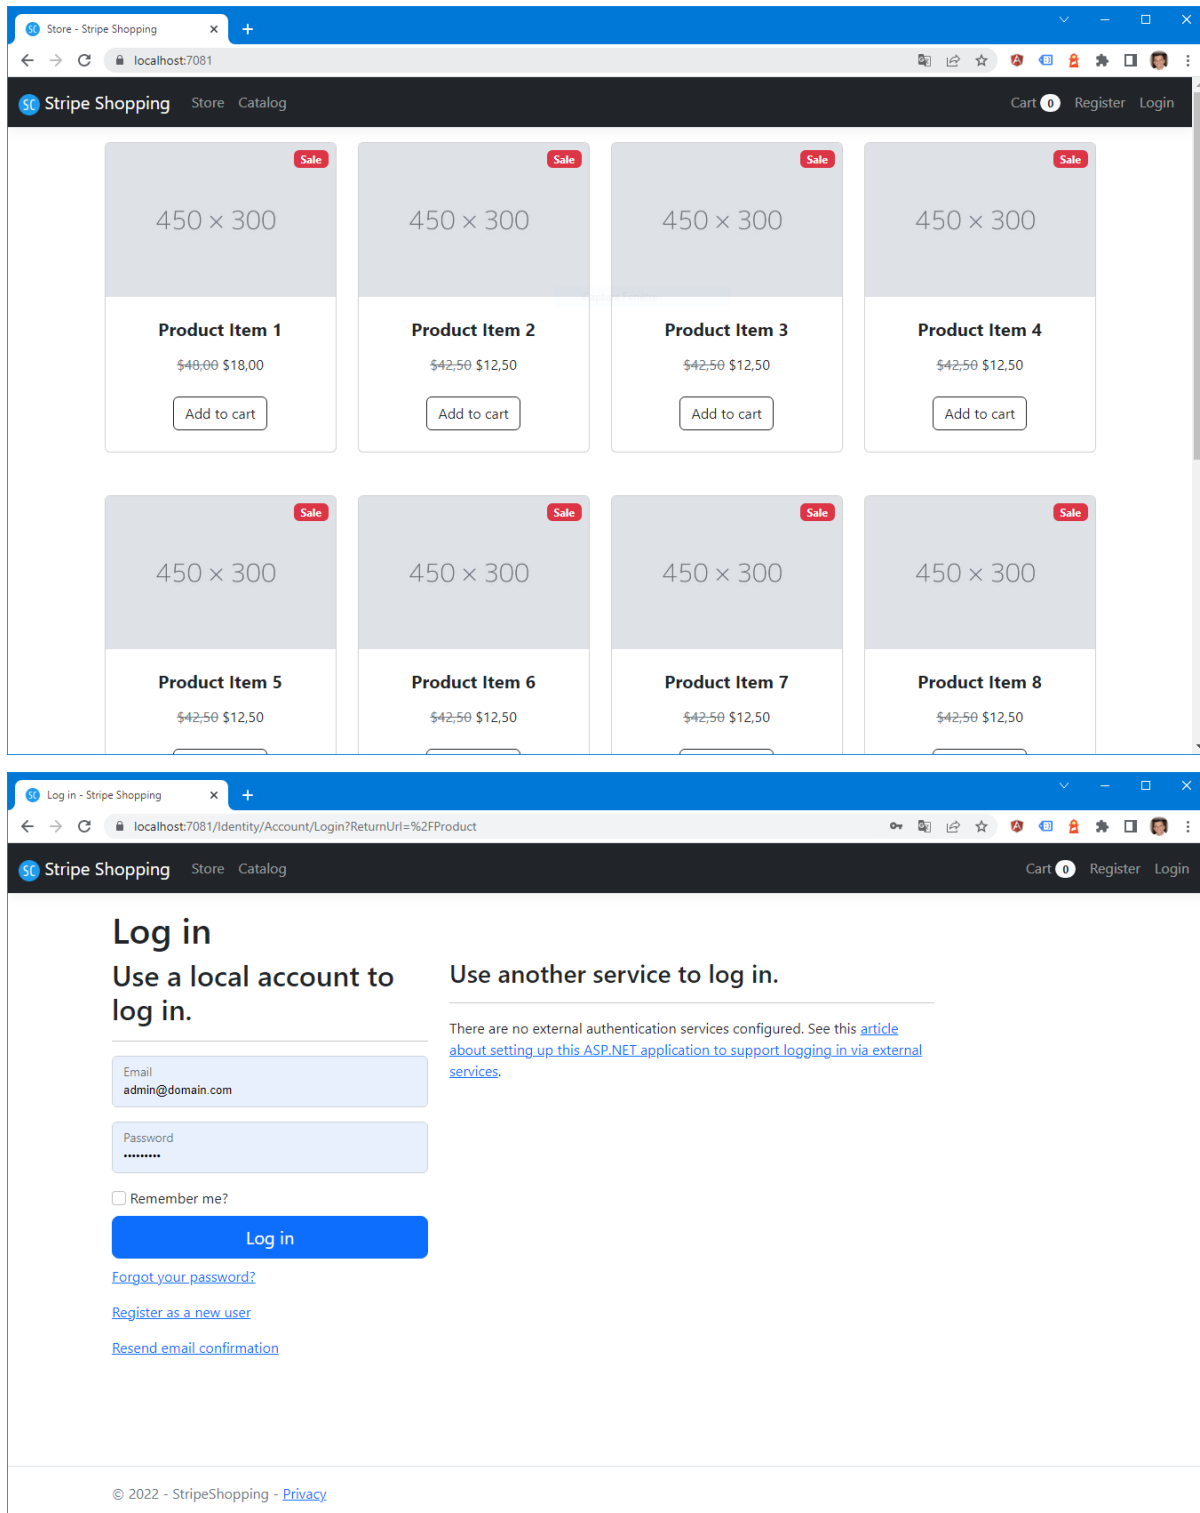 SC Store - Stripe Shopping
localhost:7081
SC Stripe Shopping Store Catalog Cart 0 Register Login
Sale Sale Sale Sale
450 × 300 450 × 300 450 × 300 450 × 300
Product Item 1 Product Item 2 Product Item 3 Product Item 4
$48,00 $18,00 $42,50 $12,50 $42,50 $12,50 $42,50 $12,50
Add to cart Add to cart Add to cart Add to cart
Sale Sale Sale Sale
450 × 300 450 × 300 450 × 300 450 × 300
Product Item 5 Product Item 6 Product Item 7 Product Item 8
$42,50 $12,50 $42,50 $12,50 $42,50 $12,50 $42,50 $12,50
SC Log in - Stripe Shopping
localhost:7081/Identity/Account/Login?ReturnUrl=%2FProduct
SC Stripe Shopping Store Catalog Cart 0 Register Login
Log in
Use a local account to
log in.
Email
admin@domain.com
Password
•••••••••
Remember me?
Log in
Forgot your password?
Register as a new user
Resend email confirmation
Use another service to log in.
There are no external authentication services configured. See this article
about setting up this ASP.NET application to support logging in via external
services.
© 2022 - StripeShopping - Privacy